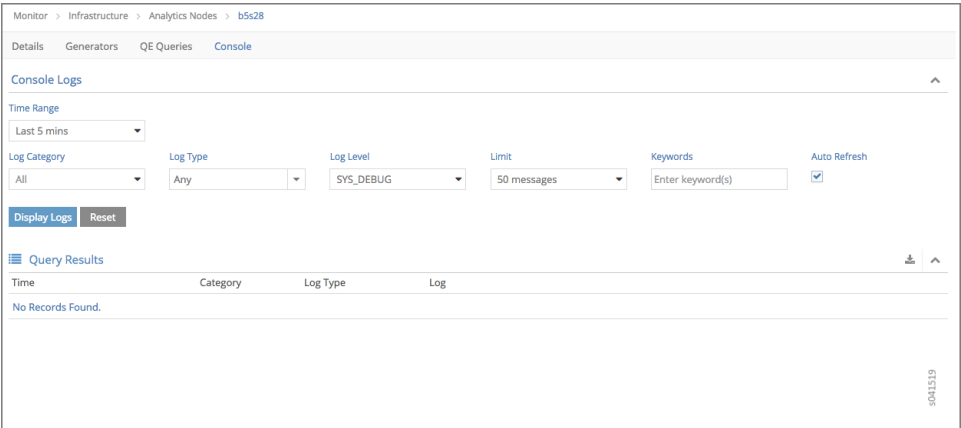 Monitor > Infrastructure > Analytics Nodes > b5s28
Details Generators QE Queries Console
Console Logs
Time Range
Last 5 mins
Log Category Log Type Log Level Limit Keywords Auto Refresh
All Any SYS_DEBUG 50 messages Enter keyword(s)
Display Logs Reset
Query Results
Time Category Log Type Log
No Records Found.
s041519